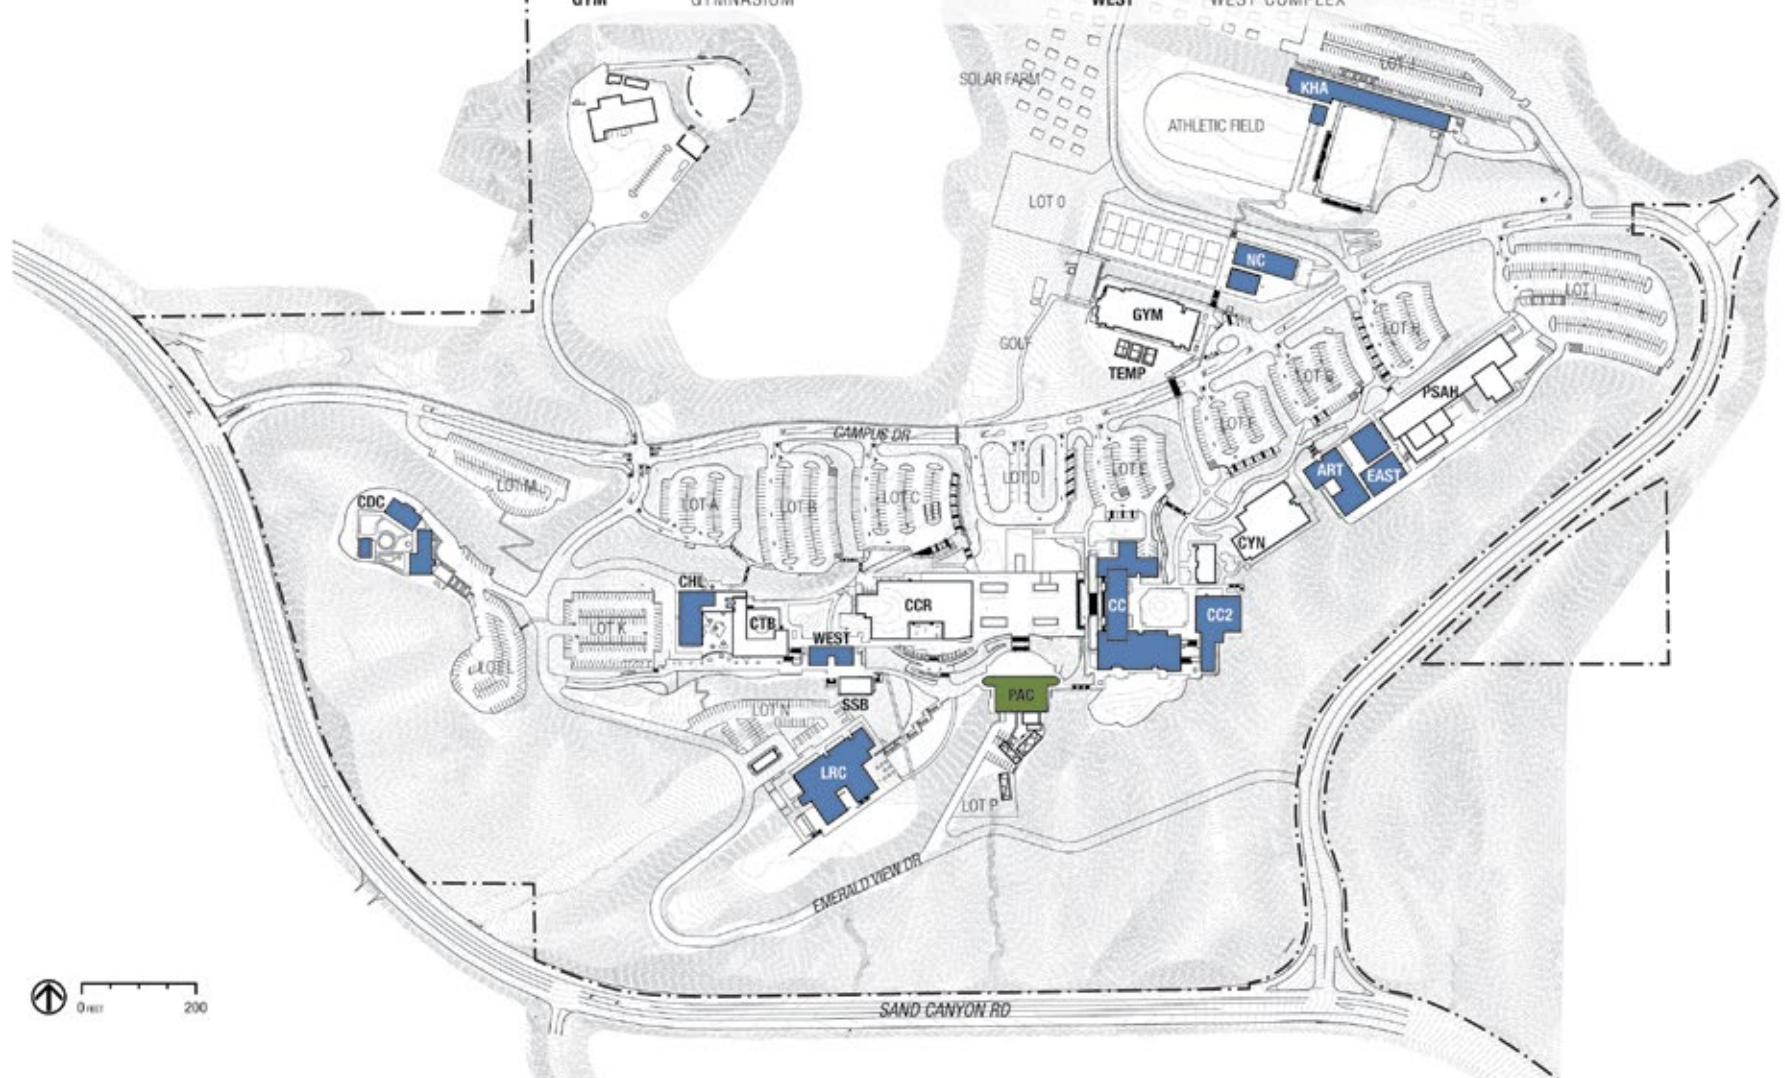 GYM GYMNASIUM WEST WEST COMPLEX
SOLAR FARM
LOT J
KHA
ATHLETIC FIELD
LOT O
NC
LOT I
GYM
LOT H
GOLF
TEMP
LOT G
PSAH
LOT F
CAMPUS DR
LOT M
LOT A
LOT B
LOT C
LOT D
LOT E
ART
EAST
CDC
CYN
CHL
CTB
CCR
CC
CC2
LOT K
WEST
LOT L
SSB
PAC
LOT N
LRC
LOT P
EMERALD VIEW DR
0 FEET 200
SAND CANYON RD